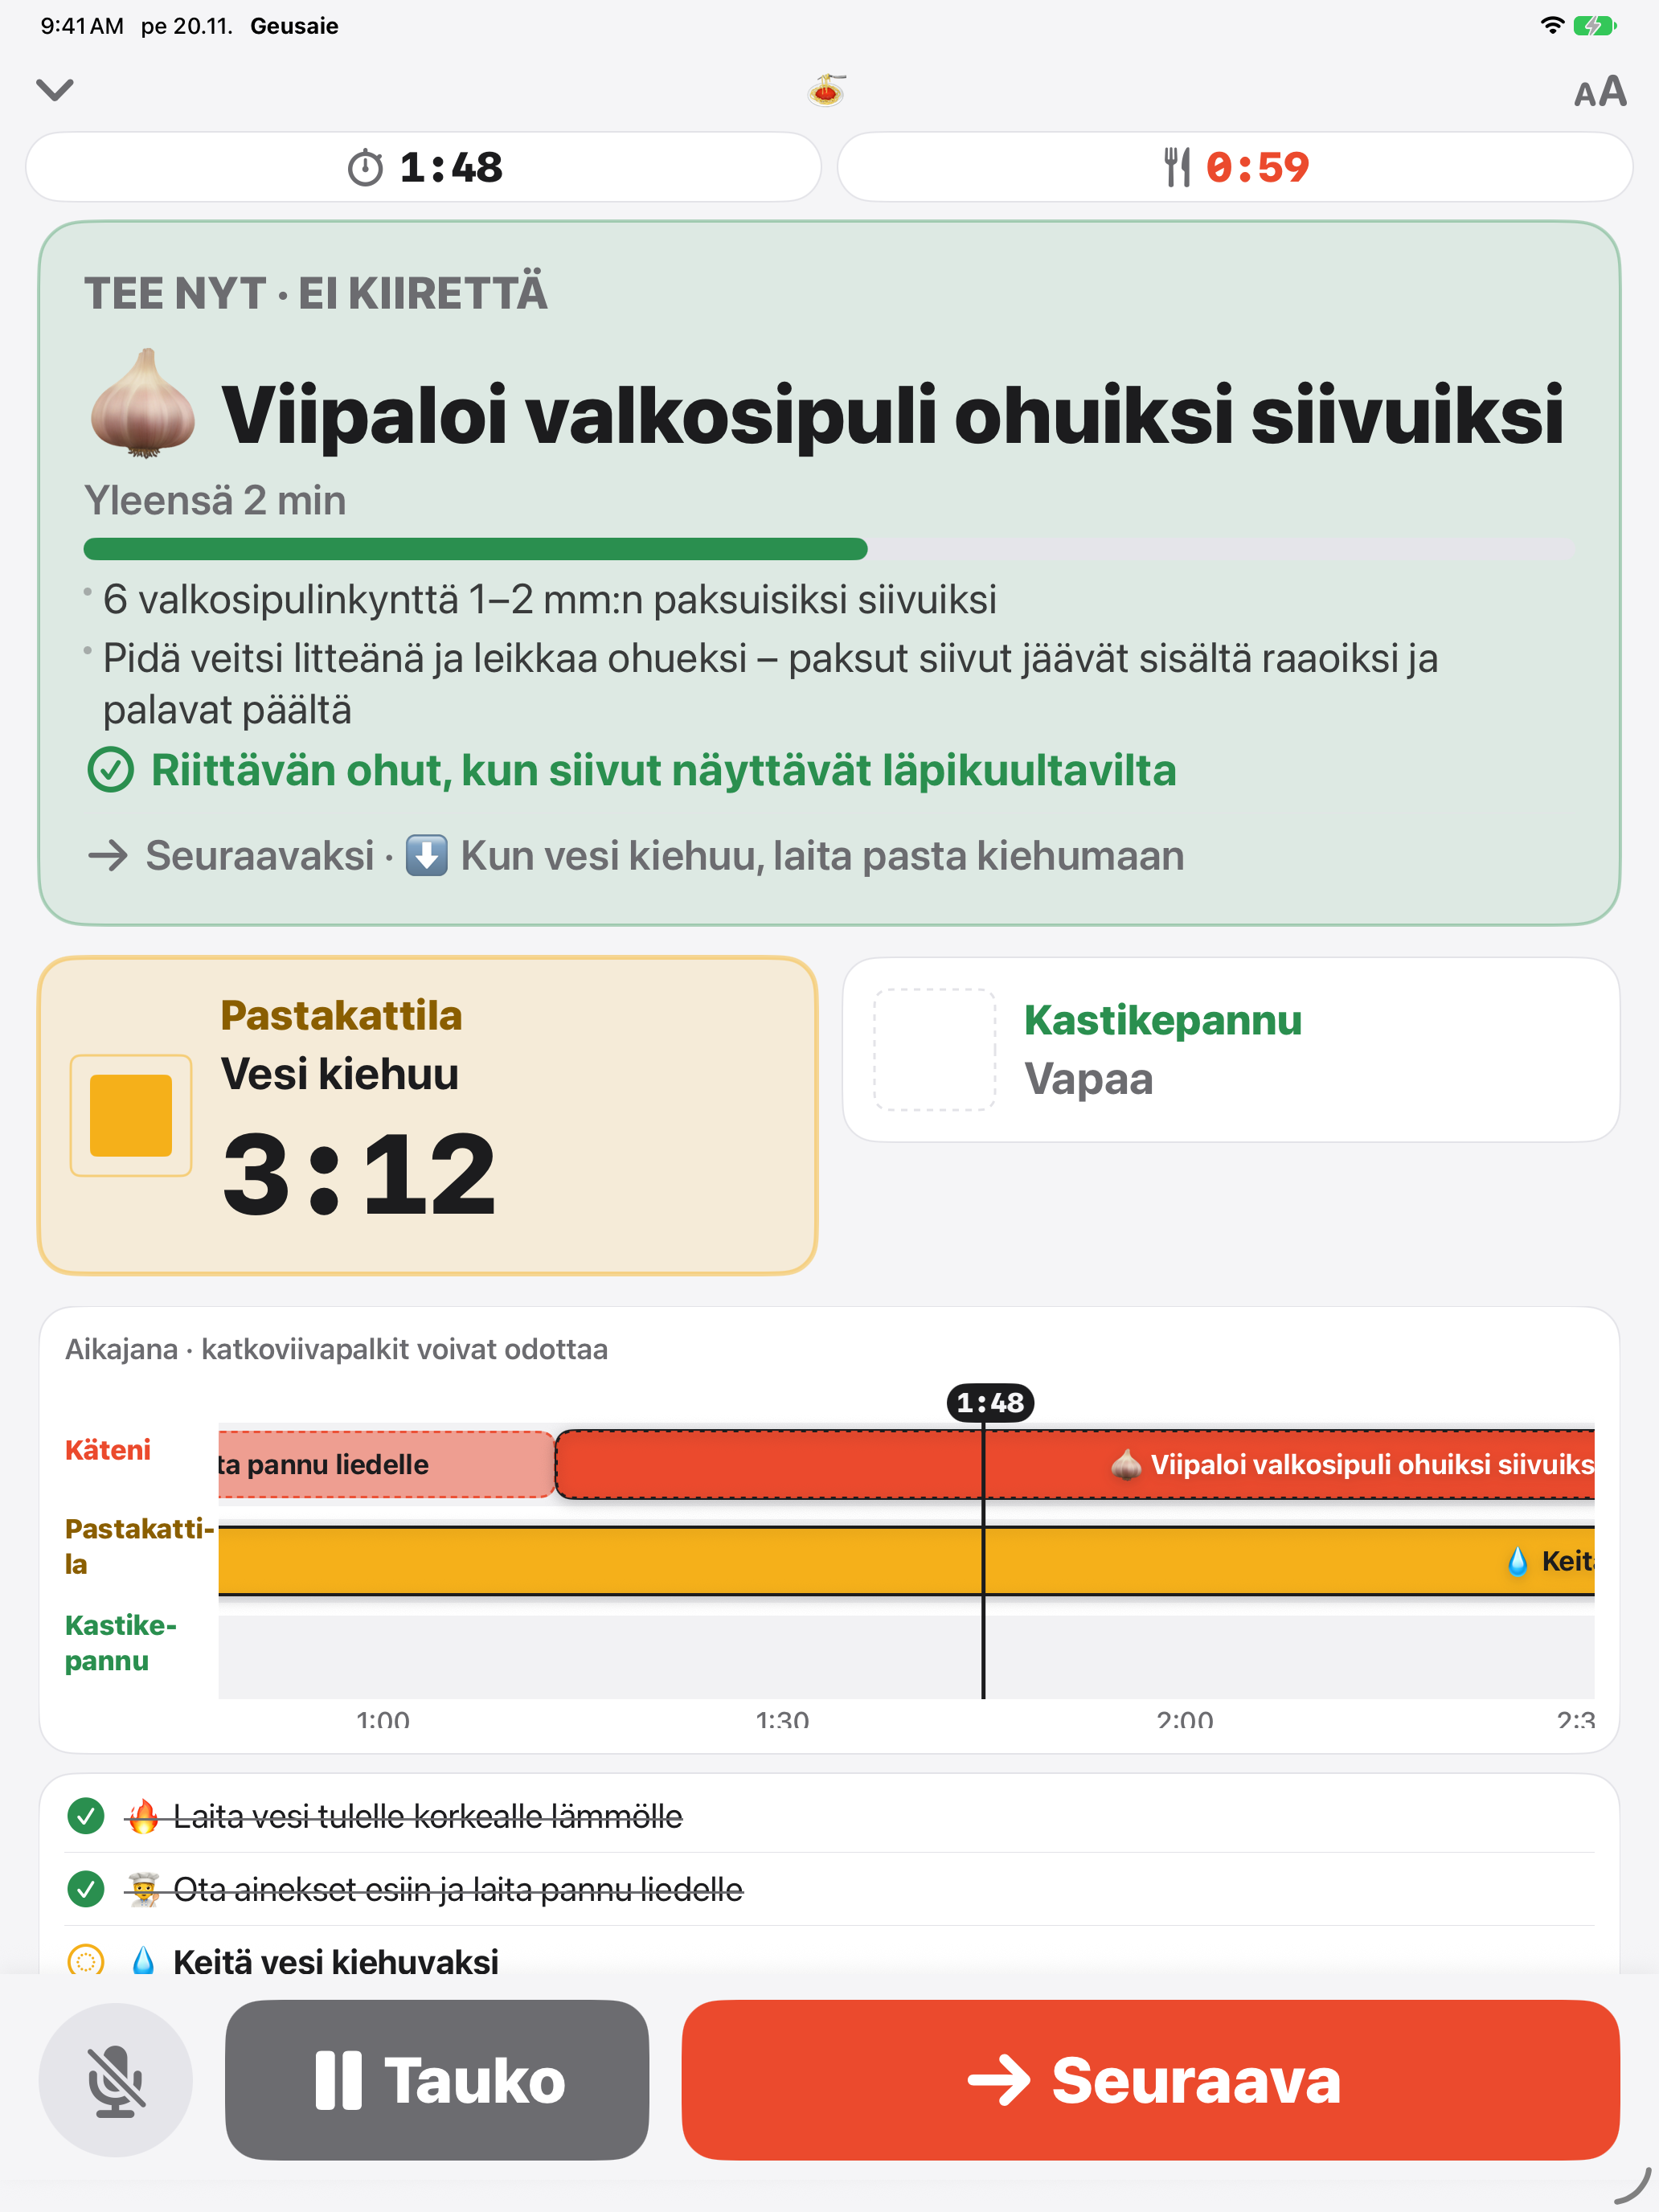 9:41 AM pe 20.11. Geusaie
AA
1:48
0:59
TEE NYT · EI KIIRETTÄ
Viipaloi valkosipuli ohuiksi siivuiksi
Yleensä 2 min
• 6 valkosipulinkynttä 1–2 mm:n paksuisiksi siivuiksi
• Pidä veitsi litteänä ja leikkaa ohueksi – paksut siivut jäävät sisältä raaoiksi ja
palavat päältä
Riittävän ohut, kun siivut näyttävät läpikuultavilta
→ Seuraavaksi · ⬇️ Kun vesi kiehuu, laita pasta kiehumaan
Pastakattila
Vesi kiehuu
3:12
Kastikepannu
Vapaa
Aikajana · katkoviivapalkit voivat odottaa
1:48
Käteni
ta pannu liedelle
Viipaloi valkosipuli ohuiksi siivuiks
Pastakatti-
la
Keit
Kastike-
pannu
1:00 1:30 2:00 2:3
Laita vesi tulelle korkealle lämmölle
Ota ainekset esiin ja laita pannu liedelle
Keitä vesi kiehuvaksi
Tauko
→ Seuraava